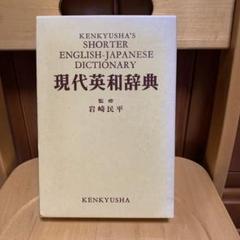 KENKYUSHA'S
SHORTER
ENGLISH-JAPANESE
DICTIONARY
現代英和辞典
監修
岩崎民平
KENKYUSHA